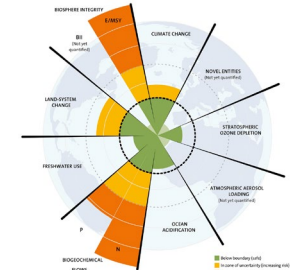 BIOSPHERE INTEGRITY
E/MSY
CLIMATE CHANGE
BII
(Not yet
quantified)
NOVEL ENTITIES
(Not yet quantified)
LAND-SYSTEM
CHANGE
STRATOSPHERIC
OZONE DEPLETION
FRESHWATER USE
ATMOSPHERIC AEROSOL
LOADING
(Not yet quantified)
P
N
OCEAN
ACIDIFICATION
BIOGEOCHEMICAL
FLOWS
Below boundary (safe)
In zone of uncertainty (increasing risk)